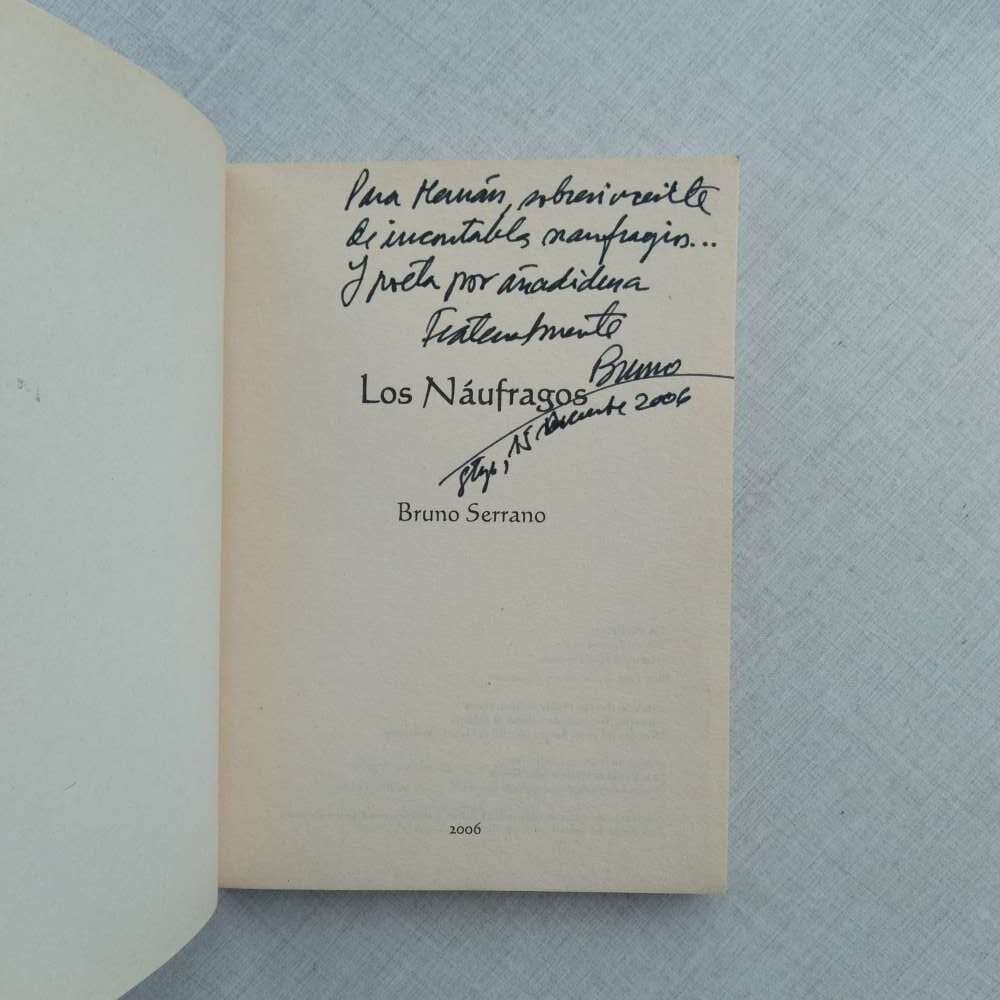 Para Hernán, sobreviviente
de incontables naufragios...
Y poeta por añadidura
Fraternalmente
Bruno
Los Náufragos
Stgo, 15 Diciembre 2006
Bruno Serrano
2006